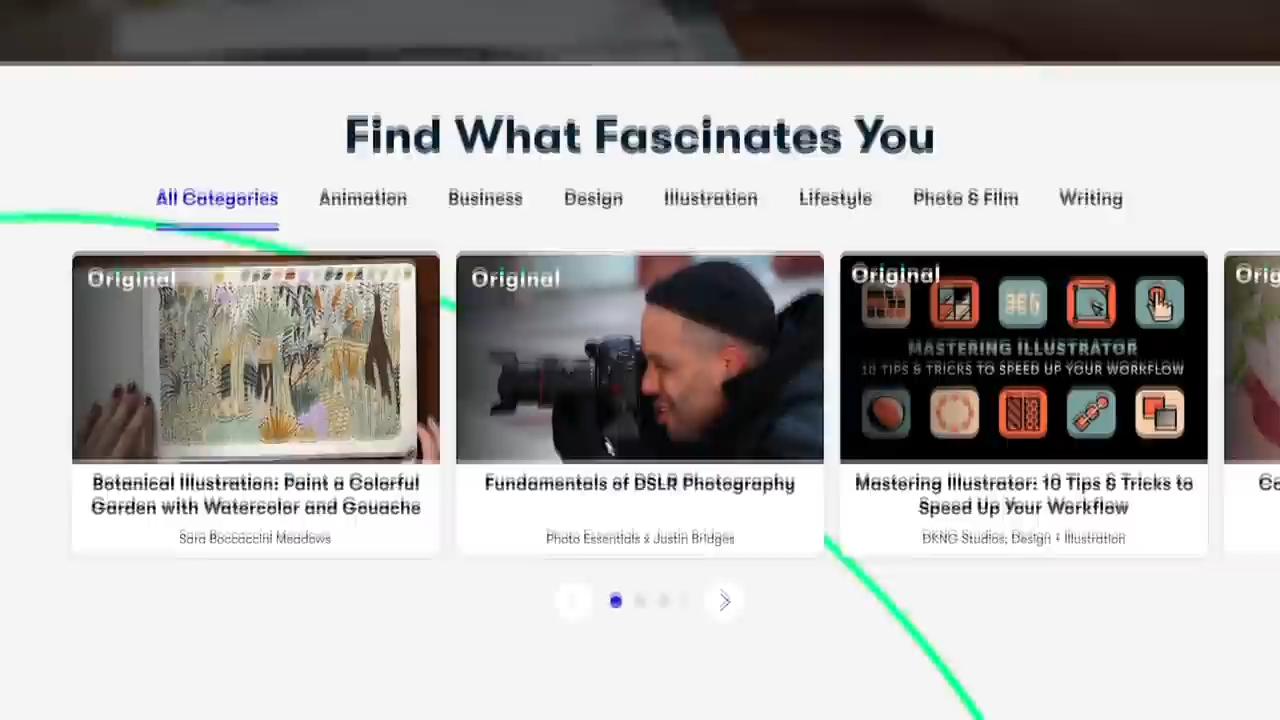 Find What Fascinates You
All Categories Animation Business Design Illustration Lifestyle Photo & Film Writing
Original
Original
Original
Orig
MASTERING ILLUSTRATOR
10 TIPS & TRICKS TO SPEED UP YOUR WORKFLOW
Botanical Illustration: Paint a Colorful
Garden with Watercolor and Gouache
Sara Boccaccini Meadows
Fundamentals of DSLR Photography
Photo Essentials x Justin Bridges
Mastering Illustrator: 10 Tips & Tricks to
Speed Up Your Workflow
DKNG Studios, Design + Illustration
Co